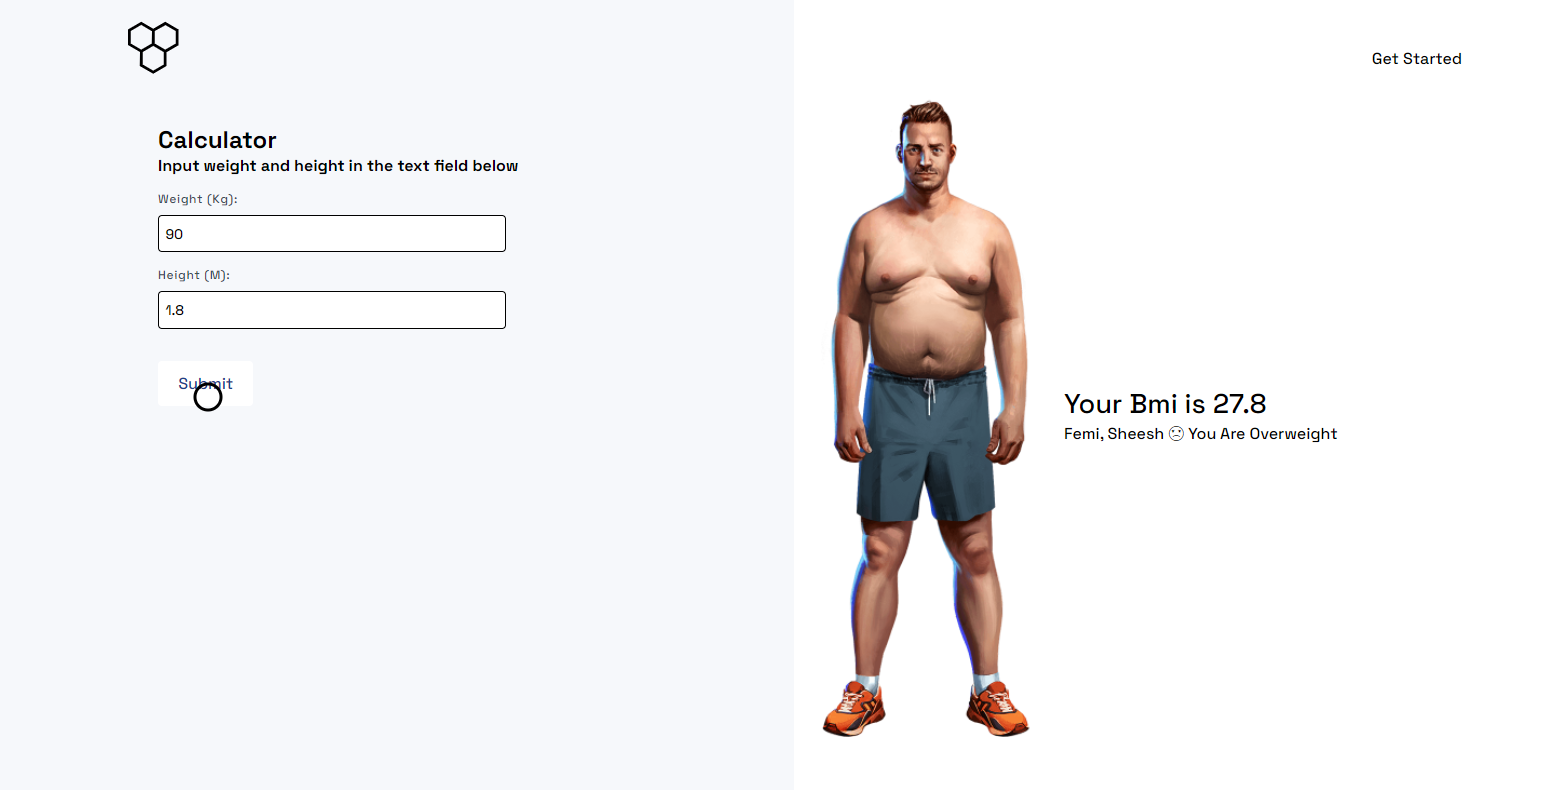 Get Started
Calculator
Input weight and height in the text field below
Weight (Kg):
90
Height (M):
1.8
Submit
Your Bmi is 27.8
Femi, Sheesh ☹ You Are Overweight